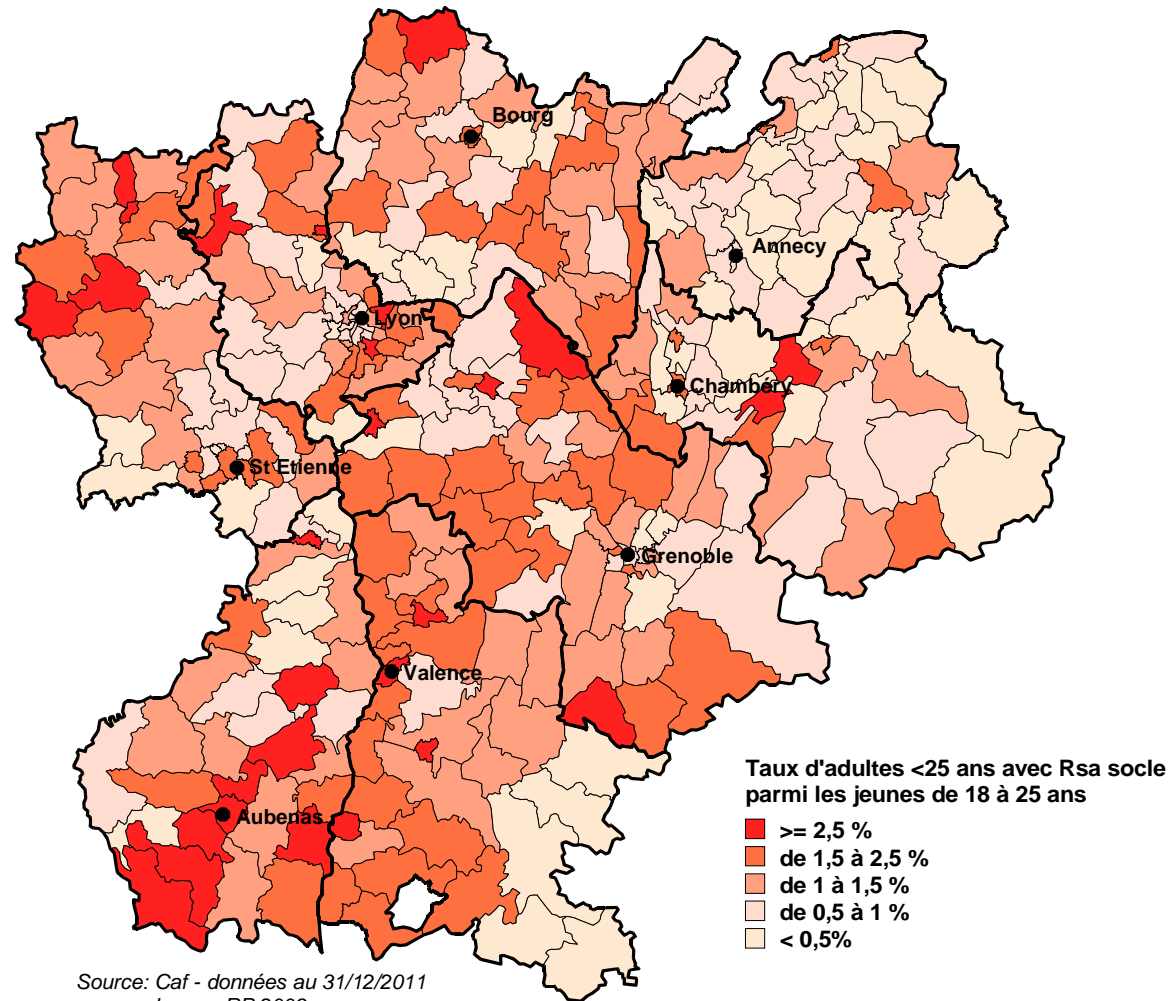 Bourg
Annecy
Lyon
Chambéry
St Etienne
Grenoble
Valence
Aubenas
Taux d'adultes <25 ans avec Rsa socle
parmi les jeunes de 18 à 25 ans
>= 2,5 %
de 1,5 à 2,5 %
de 1 à 1,5 %
de 0,5 à 1 %
< 0,5%
Source: Caf - données au 31/12/2011